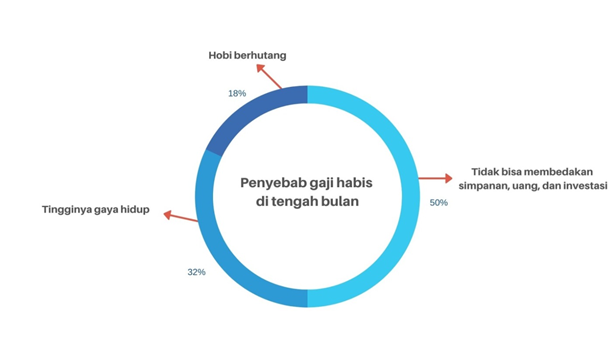 Hobi berhutang
18%
Penyebab gaji habis
di tengah bulan
Tidak bisa membedakan
simpanan, uang, dan investasi
50%
Tingginya gaya hidup
32%